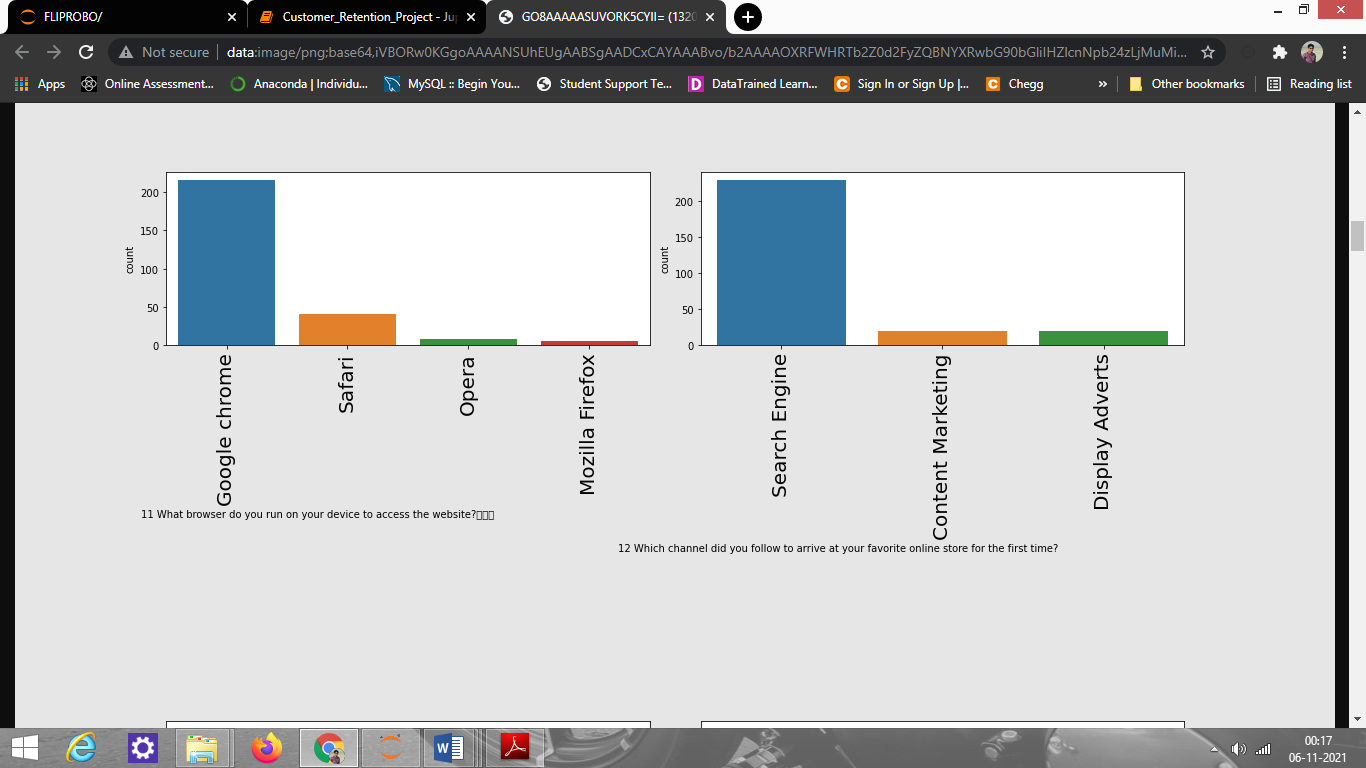 FLIPROBO/
Customer_Retention_Project - Ju
GO8AAAAASUVORK5CYII= (1320
Not secure | data:image/png;base64,iVBORw0KGgoAAAANSUhEUgAABSgAADCxCAYAAABvo/b2AAAAOXRFWHRTb2Z0d2FyZQBNYXRwbG90bGliIHZlcnNpb24zLjMuMi...
Apps
Online Assessment...
Anaconda | Individu...
MySQL :: Begin You...
Student Support Te...
DataTrained Learn...
Sign In or Sign Up |...
Chegg
»
Other bookmarks
Reading list
200
150
100
50
0
count
Google chrome
Safari
Opera
Mozilla Firefox
11 What browser do you run on your device to access the website?
200
150
100
50
0
count
Search Engine
Content Marketing
Display Adverts
12 Which channel did you follow to arrive at your favorite online store for the first time?
00:17
06-11-2021